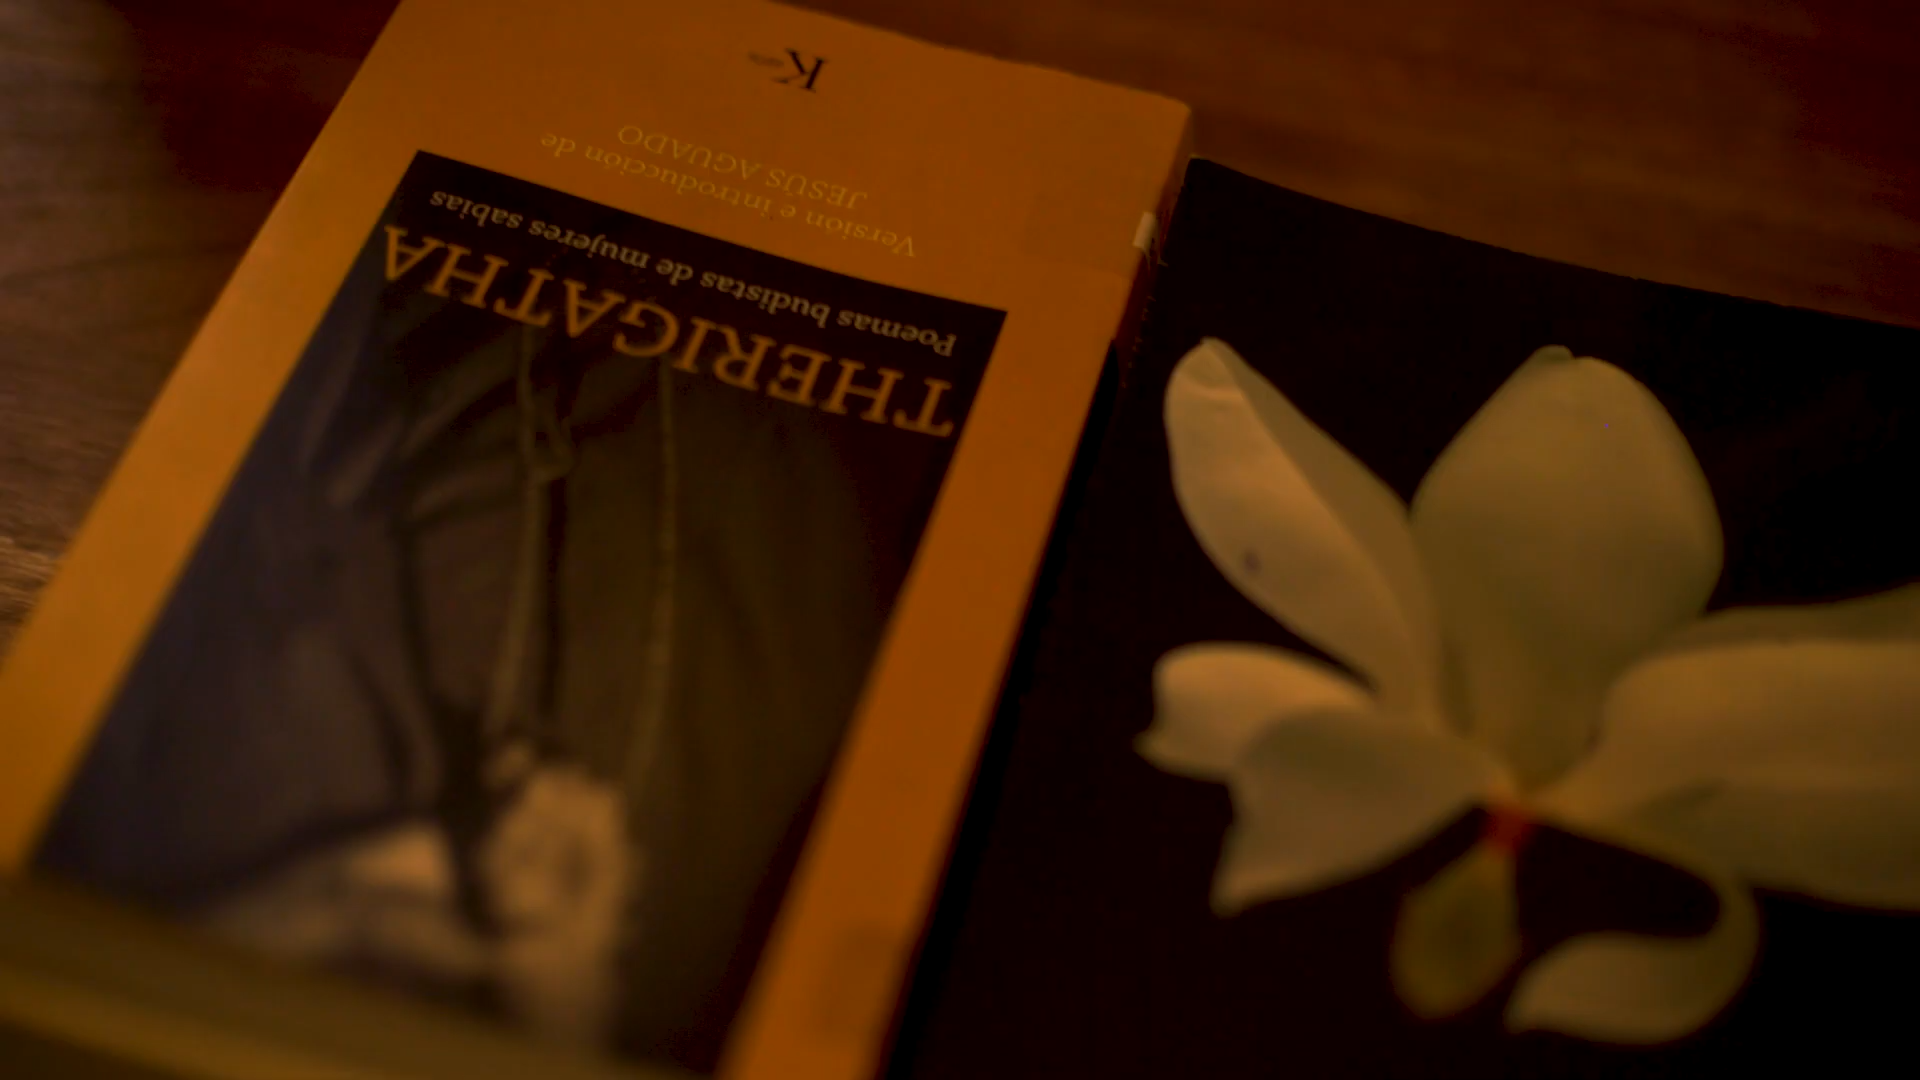 THERIGATHA
Poemas budistas de mujeres sabias
Versión e introducción de
JESÚS AGUADO
K